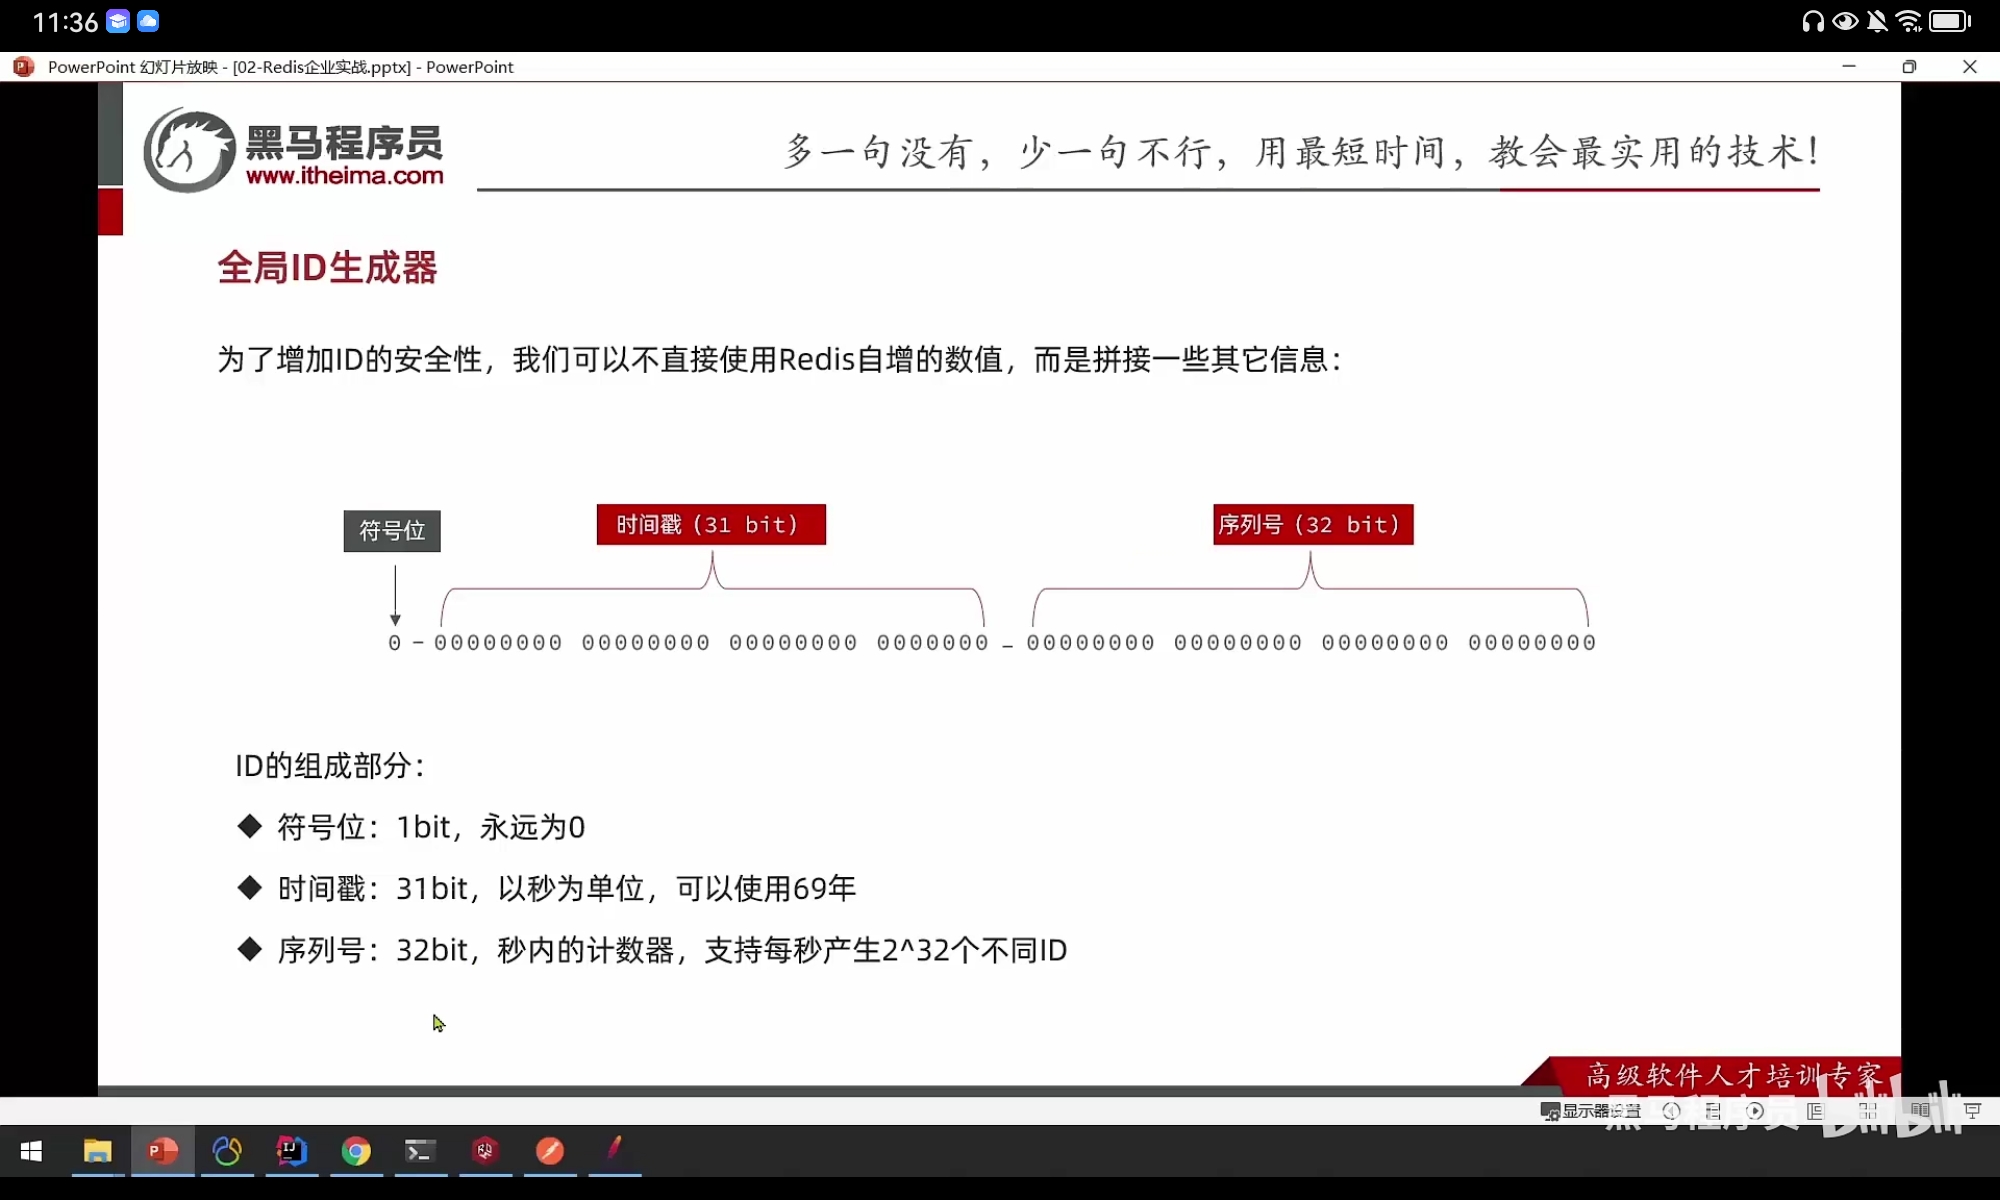 11:36
PowerPoint 幻灯片放映 - [02-Redis企业实战.pptx] - PowerPoint
黑马程序员
www.itheima.com
多一句没有，少一句不行，用最短时间，教会最实用的技术！
全局ID生成器
为了增加ID的安全性，我们可以不直接使用Redis自增的数值，而是拼接一些其它信息：
符号位
时间戳（31 bit）
序列号（32 bit）
0 - 00000000 00000000 00000000 0000000 - 00000000 00000000 00000000 00000000
ID的组成部分：
◆ 符号位：1bit，永远为0
◆ 时间戳：31bit，以秒为单位，可以使用69年
◆ 序列号：32bit，秒内的计数器，支持每秒产生2^32个不同ID
高级软件人才培训专家
显示器设置
黑马程序员 bilibili